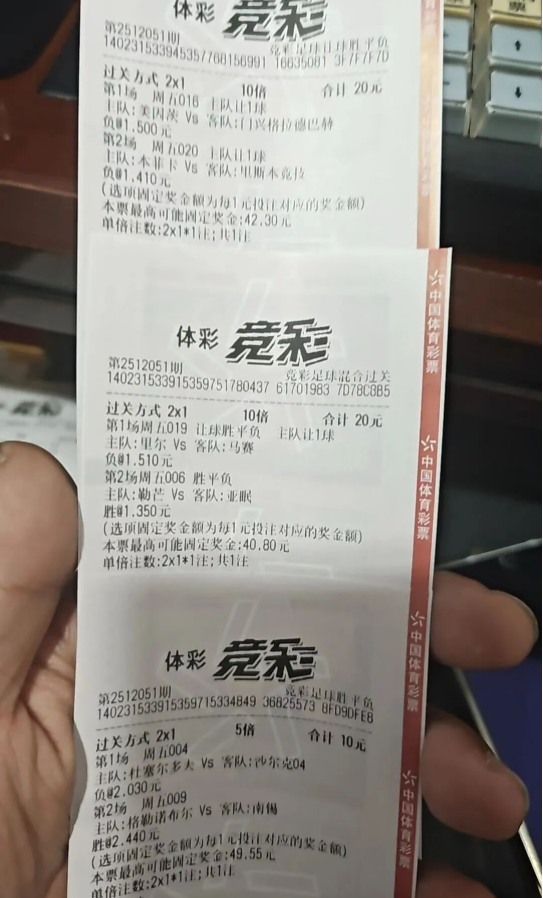 体彩 竞彩
第2512051期 竞彩足球让球胜平负
140231533945357768156991 16635081 3F7F7F7D
过关方式 2x1 10倍 合计 20元
第1场 周五016 主队让1球
主队:美因茨 Vs 客队:门兴格拉德巴赫
负@1.500元
第2场 周五020 主队让1球
主队:本菲卡 Vs 客队:里斯本竞技
负@1.410元
(选项固定奖金额为每1元投注对应的奖金额)
本票最高可能固定奖金:42.30元
单倍注数:2x1*1注;共1注
体彩 竞彩
第2512051期 竞彩足球混合过关
140231533915359751780437 61701983 7D78C8B5
过关方式 2x1 10倍 合计 20元
第1场周五019 让球胜平负 主队让1球
主队:里尔 Vs 客队:马赛
负@1.510元
第2场周五006 胜平负
主队:勒芒 Vs 客队:亚眠
胜@1.350元
(选项固定奖金额为每1元投注对应的奖金额)
本票最高可能固定奖金:40.80元
单倍注数:2x1*1注;共1注
体彩 竞彩
第2512051期 竞彩足球胜平负
140231533915359715334849 36825573 8FD9DFE8
过关方式 2x1 5倍 合计 10元
第1场 周五004
主队:杜塞尔多夫 Vs 客队:沙尔克04
负@2.030元
第2场 周五009
主队:格勒诺布尔 Vs 客队:南锡
胜@2.440元
(选项固定奖金额为每1元投注对应的奖金额)
本票最高可能固定奖金:49.55元
单倍注数:2x1*1注;共1注
中国体育彩票
中国体育彩票
中国体育彩票
中国体育彩票